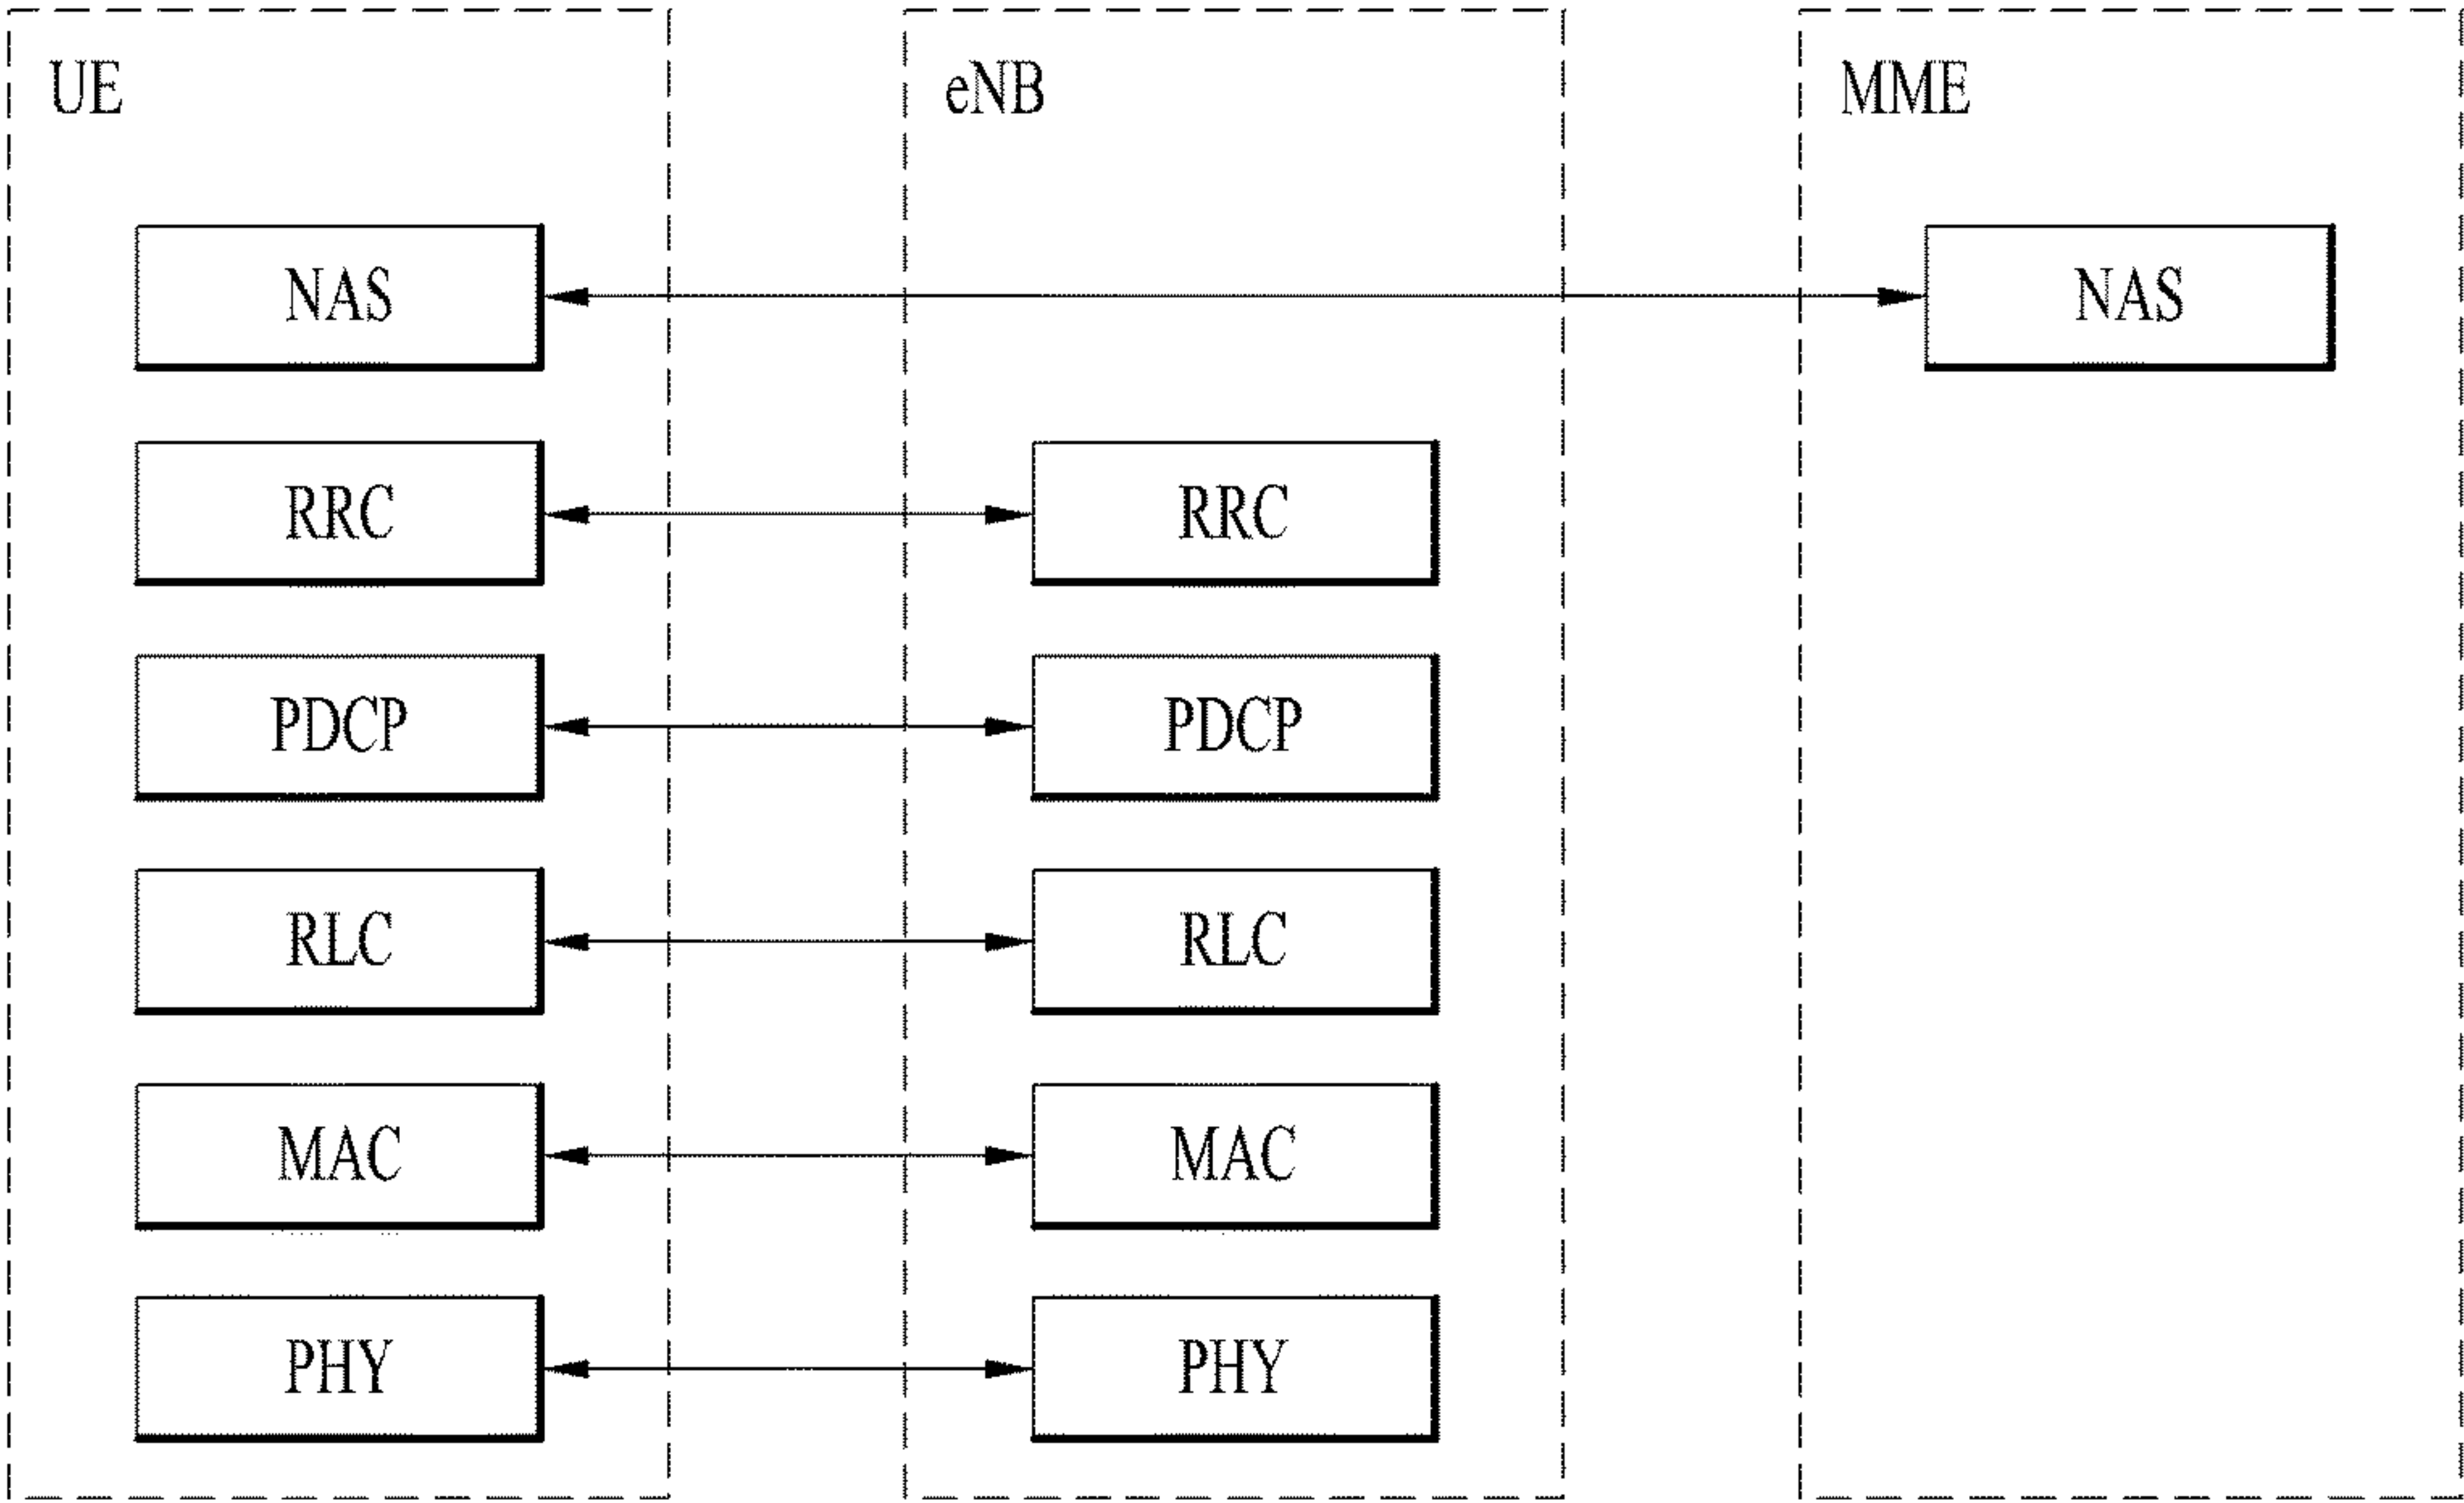 UE eNB MME
NAS NAS
RRC RRC
PDCP PDCP
RLC RLC
MAC MAC
PHY PHY